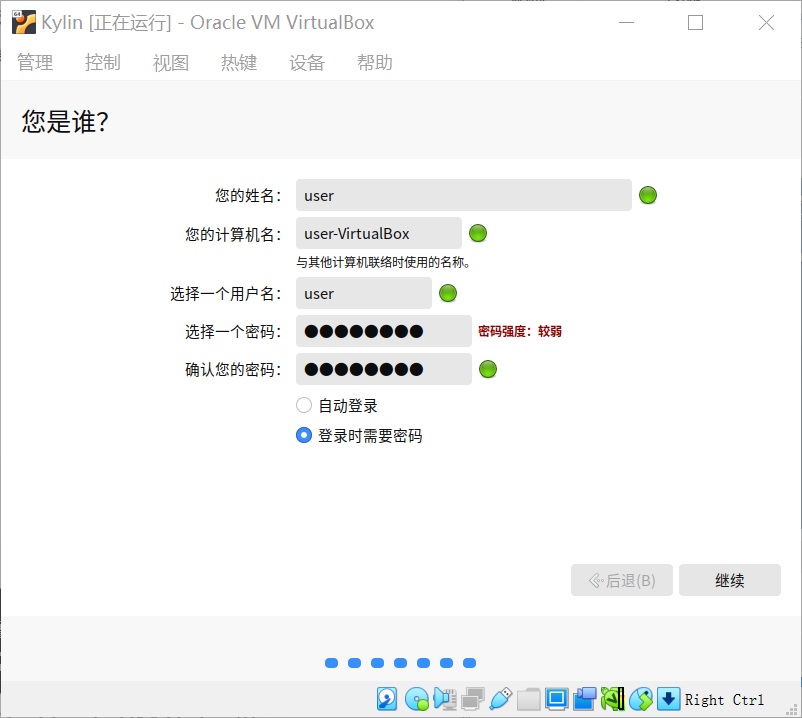 Kylin [正在运行] - Oracle VM VirtualBox
管理 控制 视图 热键 设备 帮助
您是谁？
您的姓名： user
您的计算机名： user-VirtualBox
与其他计算机联络时使用的名称。
选择一个用户名： user
选择一个密码： ●●●●●●●● 密码强度：较弱
确认您的密码： ●●●●●●●●
自动登录
登录时需要密码
后退(B) 继续
Right Ctrl